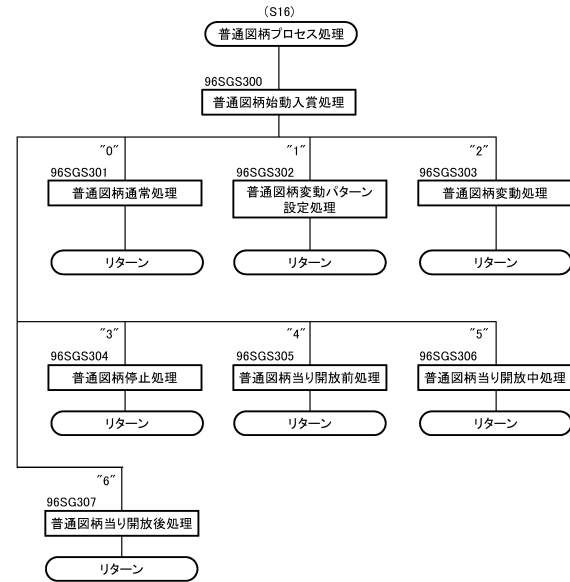 (S16)
普通図柄プロセス処理
96SGS300
普通図柄始動入賞処理
"0"
"1"
"2"
96SGS301
96SGS302
96SGS303
普通図柄通常処理
普通図柄変動パターン
設定処理
普通図柄変動処理
リターン
リターン
リターン
"3"
"4"
"5"
96SGS304
96SGS305
96SGS306
普通図柄停止処理
普通図柄当り開放前処理
普通図柄当り開放中処理
リターン
リターン
リターン
"6"
96SG307
普通図柄当り開放後処理
リターン